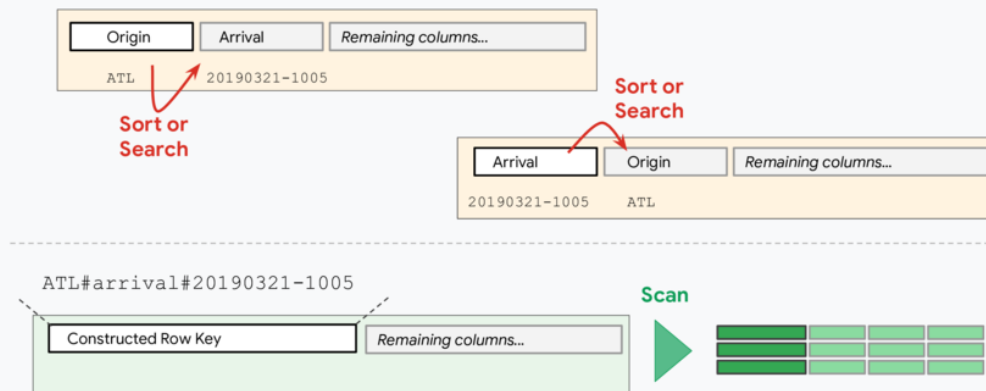 Origin Arrival Remaining columns...
ATL 20190321-1005
Sort or
Search
Sort or
Search
Arrival Origin Remaining columns...
20190321-1005 ATL
ATL#arrival#20190321-1005
Constructed Row Key Remaining columns...
Scan